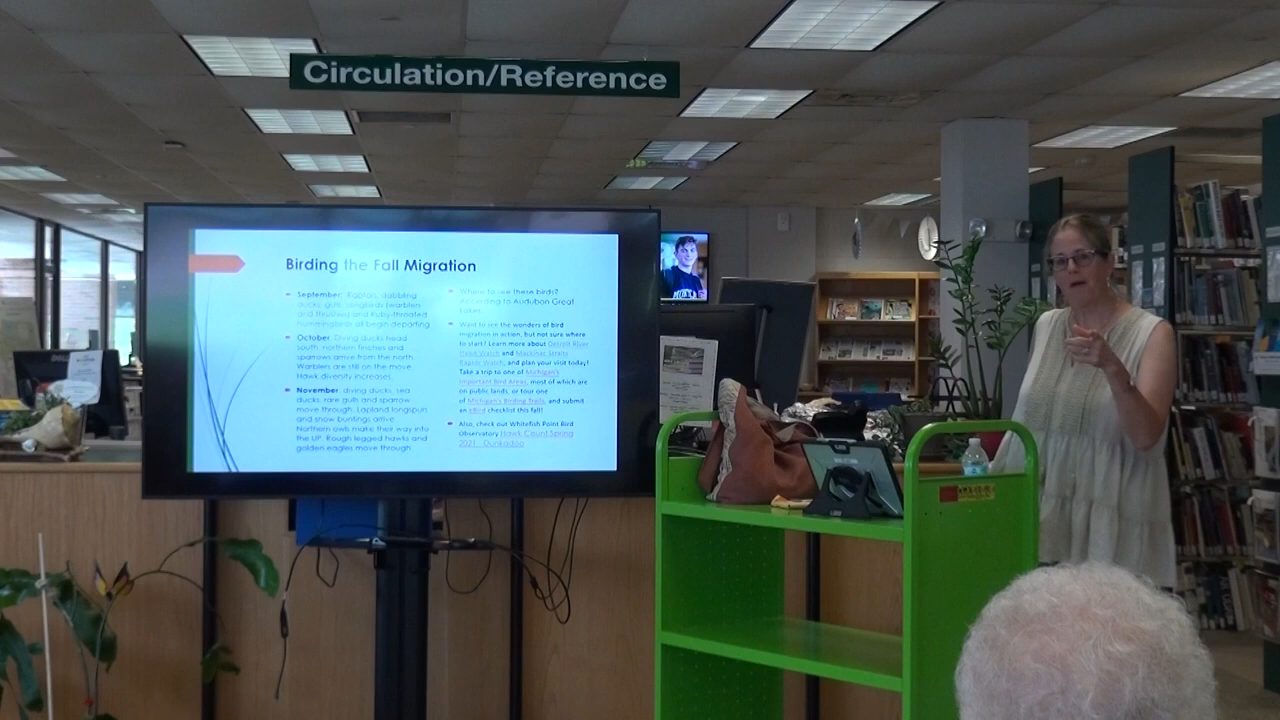 Circulation/Reference
Birding the Fall Migration
September: Raptors, dabbling
ducks, gulls, songbirds (warblers
and thrushes) and Ruby-throated
hummingbirds all begin departing
October: Diving ducks head
south, northern finches and
sparrows arrive from the north.
Warblers are still on the move.
Hawk diversity increases.
November: diving ducks, sea
ducks, rare gulls and sparrow
move through. Lapland longspun
and snow buntings arrive
Northern owls make their way into
the LP. Rough legged hawks and
golden eagles move through
Where to see these birds?
According to Audubon Great
Lakes:
Want to see the wonders of bird
migration in action, but not sure where
to start? Learn more about Detroit River
Hawk Watch and Mackinac Straits
Raptor Watch, and plan your visit today!
Take a trip to one of Michigan's
Important Bird Areas, most of which are
on public lands, or tour one
of Michigan's Birding Trails, and submit
an eBird checklist this fall!
Also, check out Whitefish Point Bird
Observatory Hawk Count Spring
2021 Dunkadoo